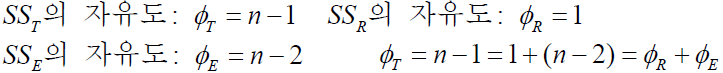 SS_T의 자유도: ϕ_T = n−1 SS_R의 자유도: ϕ_R = 1
SS_E의 자유도: ϕ_E = n−2 ϕ_T = n−1 = 1+(n−2) = ϕ_R + ϕ_E